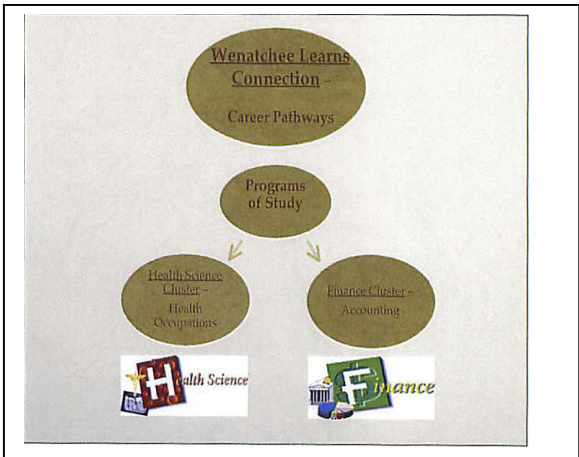 Wenatchee Learns
Connection –
Career Pathways
Programs
of Study
Health Science
Cluster –
Health
Occupations
Finance Cluster –
Accounting
Health Science
Finance